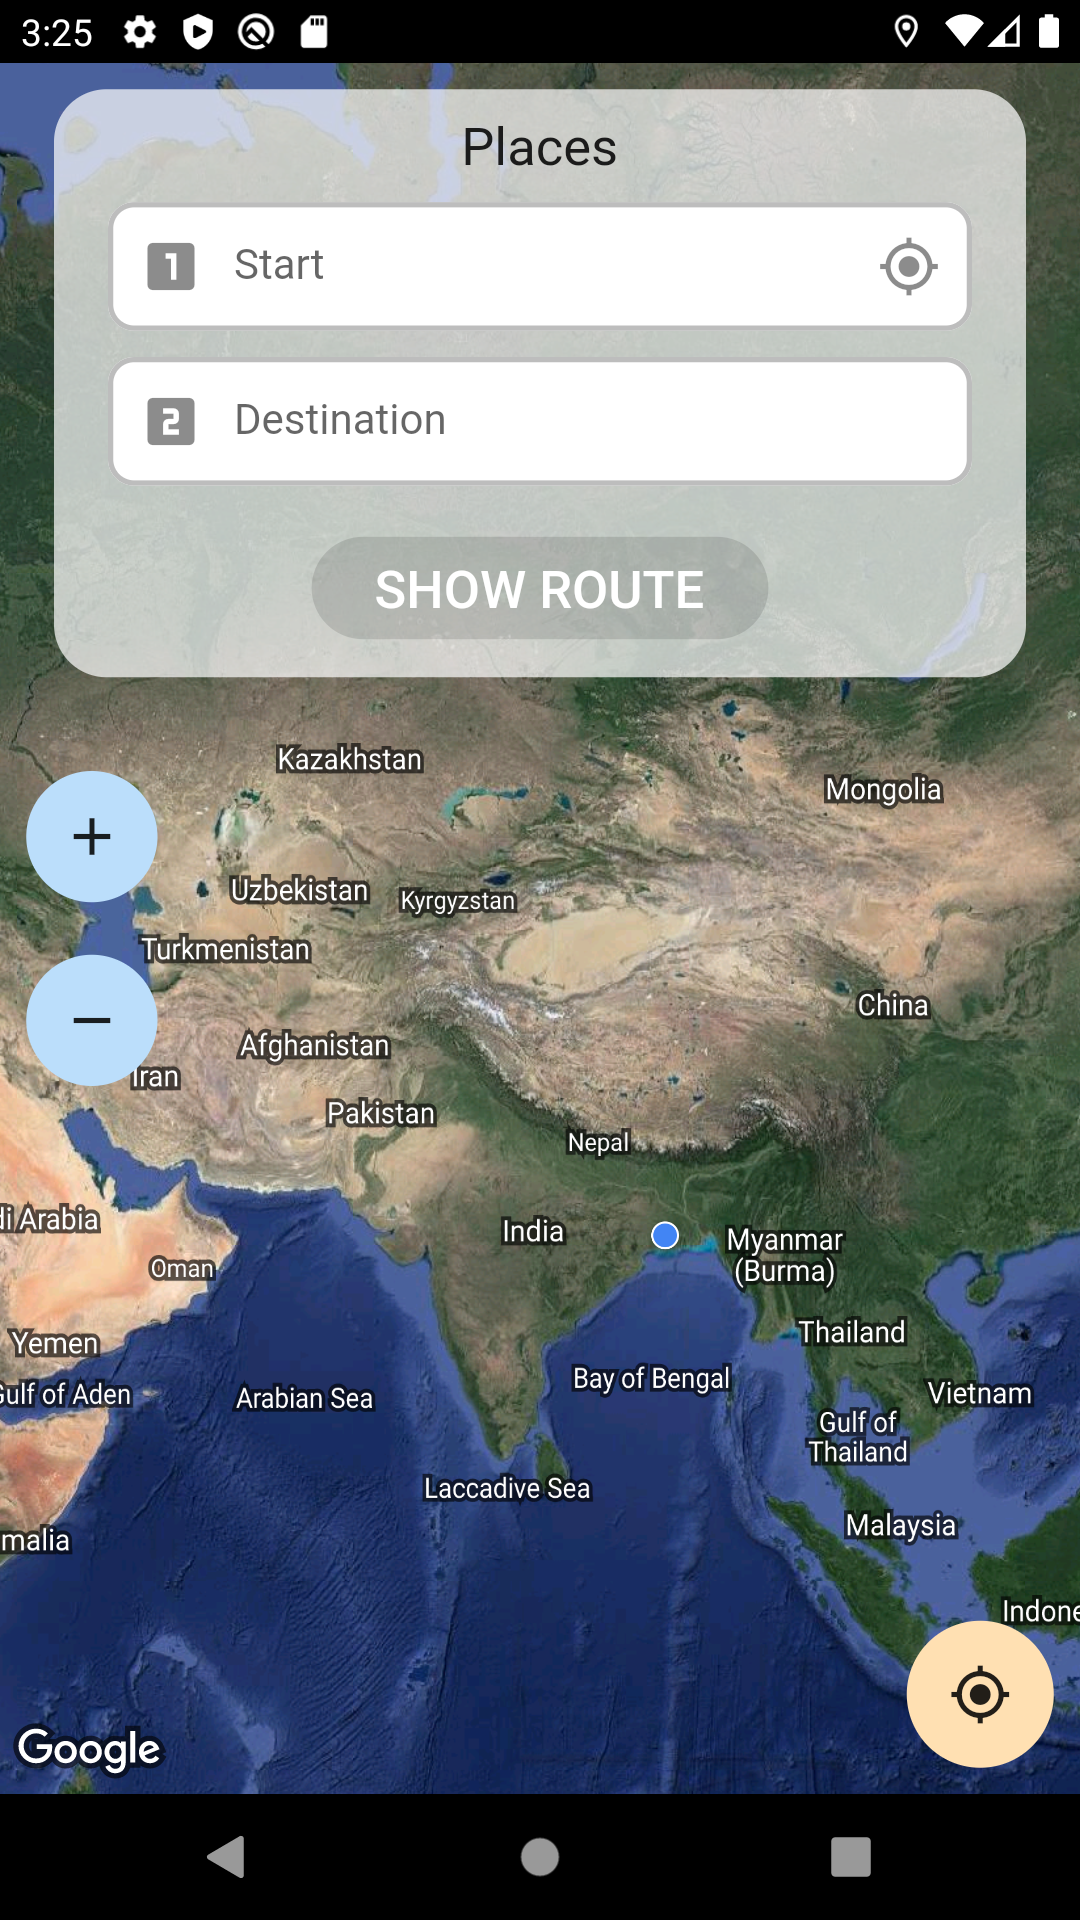 3:25
Places
1 Start
2 Destination
SHOW ROUTE
Kazakhstan
Mongolia
Uzbekistan
Kyrgyzstan
Turkmenistan
China
Afghanistan
Iran
Pakistan
Nepal
di Arabia
India
Myanmar
(Burma)
Oman
Thailand
Yemen
Bay of Bengal
Gulf of Aden
Arabian Sea
Vietnam
Gulf of
Thailand
Laccadive Sea
Malaysia
malia
Indone
Google